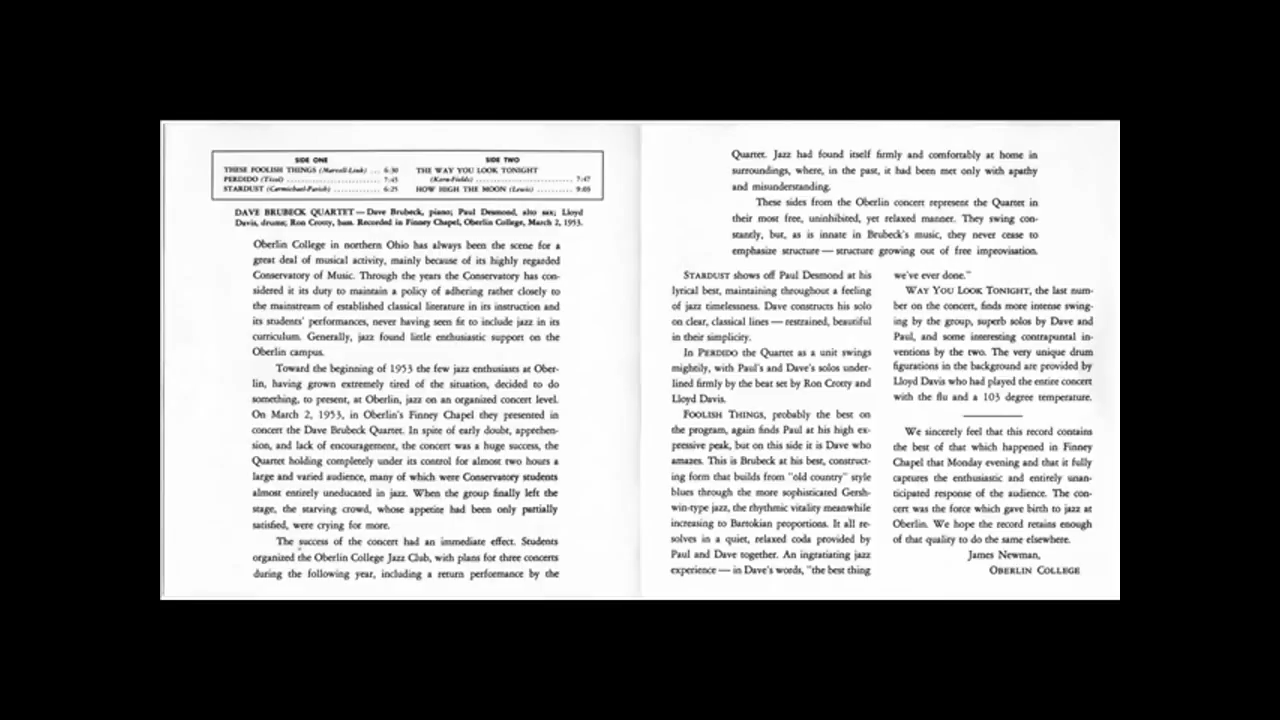 SIDE ONE
THESE FOOLISH THINGS (Marvell-Link) ... 6:30
PERDIDO (Tizol) ........................ 7:45
STARDUST (Carmichael-Parish) ............ 6:25
SIDE TWO
THE WAY YOU LOOK TONIGHT
(Kern-Fields) ......................... 7:47
HOW HIGH THE MOON (Lewis) .......... 9:05
DAVE BRUBECK QUARTET — Dave Brubeck, piano; Paul Desmond, alto sax; Lloyd
Davis, drums; Ron Crotty, bass. Recorded in Finney Chapel, Oberlin College, March 2, 1953.
Oberlin College in northern Ohio has always been the scene for a
great deal of musical activity, mainly because of its highly regarded
Conservatory of Music. Through the years the Conservatory has con-
sidered it its duty to maintain a policy of adhering rather closely to
the mainstream of established classical literature in its instruction and
its students' performances, never having seen fit to include jazz in its
curriculum. Generally, jazz found little enthusiastic support on the
Oberlin campus.
Toward the beginning of 1953 the few jazz enthusiasts at Ober-
lin, having grown extremely tired of the situation, decided to do
something, to present, at Oberlin, jazz on an organized concert level.
On March 2, 1953, in Oberlin's Finney Chapel they presented in
concert the Dave Brubeck Quartet. In spite of early doubt, apprehen-
sion, and lack of encouragement, the concert was a huge success, the
Quartet holding completely under its control for almost two hours a
large and varied audience, many of which were Conservatory students
almost entirely uneducated in jazz. When the group finally left the
stage, the starving crowd, whose appetite had been only partially
satisfied, were crying for more.
The success of the concert had an immediate effect. Students
organized the Oberlin College Jazz Club, with plans for three concerts
during the following year, including a return performance by the
Quartet. Jazz had found itself firmly and comfortably at home in
surroundings, where, in the past, it had been met only with apathy
and misunderstanding.
These sides from the Oberlin concert represent the Quartet in
their most free, uninhibited, yet relaxed manner. They swing con-
stantly, but, as is innate in Brubeck's music, they never cease to
emphasize structure — structure growing out of free improvisation.
STARDUST shows off Paul Desmond at his
lyrical best, maintaining throughout a feeling
of jazz timelessness. Dave constructs his solo
on clear, classical lines — restrained, beautiful
in their simplicity.
In PERDIDO the Quartet as a unit swings
mightily, with Paul's and Dave's solos under-
lined firmly by the beat set by Ron Crotty and
Lloyd Davis.
FOOLISH THINGS, probably the best on
the program, again finds Paul at his high ex-
pressive peak, but on this side it is Dave who
amazes. This is Brubeck at his best, construct-
ing form that builds from "old country" style
blues through the more sophisticated Gersh-
win-type jazz, the rhythmic vitality meanwhile
increasing to Bartokian proportions. It all re-
solves in a quiet, relaxed coda provided by
Paul and Dave together. An ingratiating jazz
experience — in Dave's words, "the best thing
we've ever done."
WAY YOU LOOK TONIGHT, the last num-
ber on the concert, finds more intense swing-
ing by the group, superb solos by Dave and
Paul, and some interesting contrapuntal in-
ventions by the two. The very unique drum
figurations in the background are provided by
Lloyd Davis who had played the entire concert
with the flu and a 103 degree temperature.
We sincerely feel that this record contains
the best of that which happened in Finney
Chapel that Monday evening and that it fully
captures the enthusiastic and entirely unan-
ticipated response of the audience. The con-
cert was the force which gave birth to jazz at
Oberlin. We hope the record retains enough
of that quality to do the same elsewhere.
James Newman,
OBERLIN COLLEGE